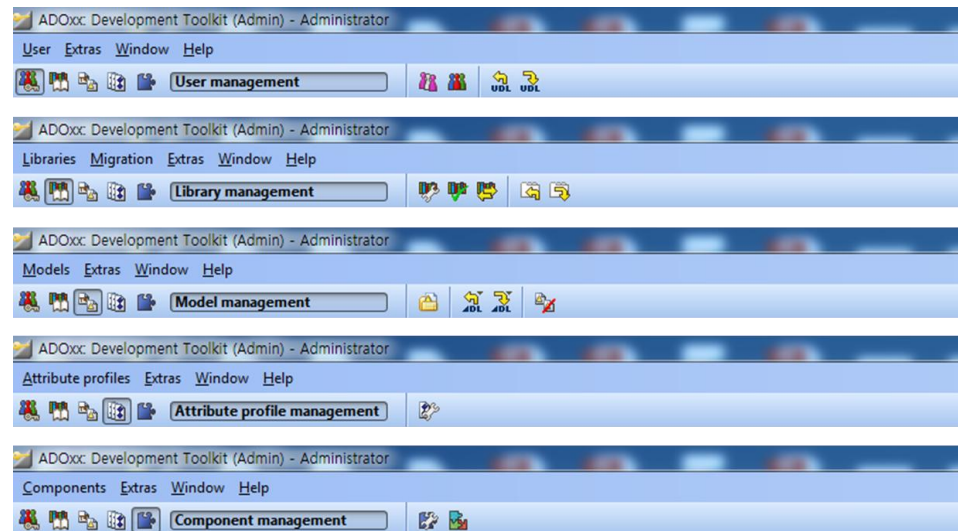 ADOxx: Development Toolkit (Admin) - Administrator
User Extras Window Help
User management UDL UDL
ADOxx: Development Toolkit (Admin) - Administrator
Libraries Migration Extras Window Help
Library management
ADOxx: Development Toolkit (Admin) - Administrator
Models Extras Window Help
Model management ADL ADL
ADOxx: Development Toolkit (Admin) - Administrator
Attribute profiles Extras Window Help
Attribute profile management
ADOxx: Development Toolkit (Admin) - Administrator
Components Extras Window Help
Component management